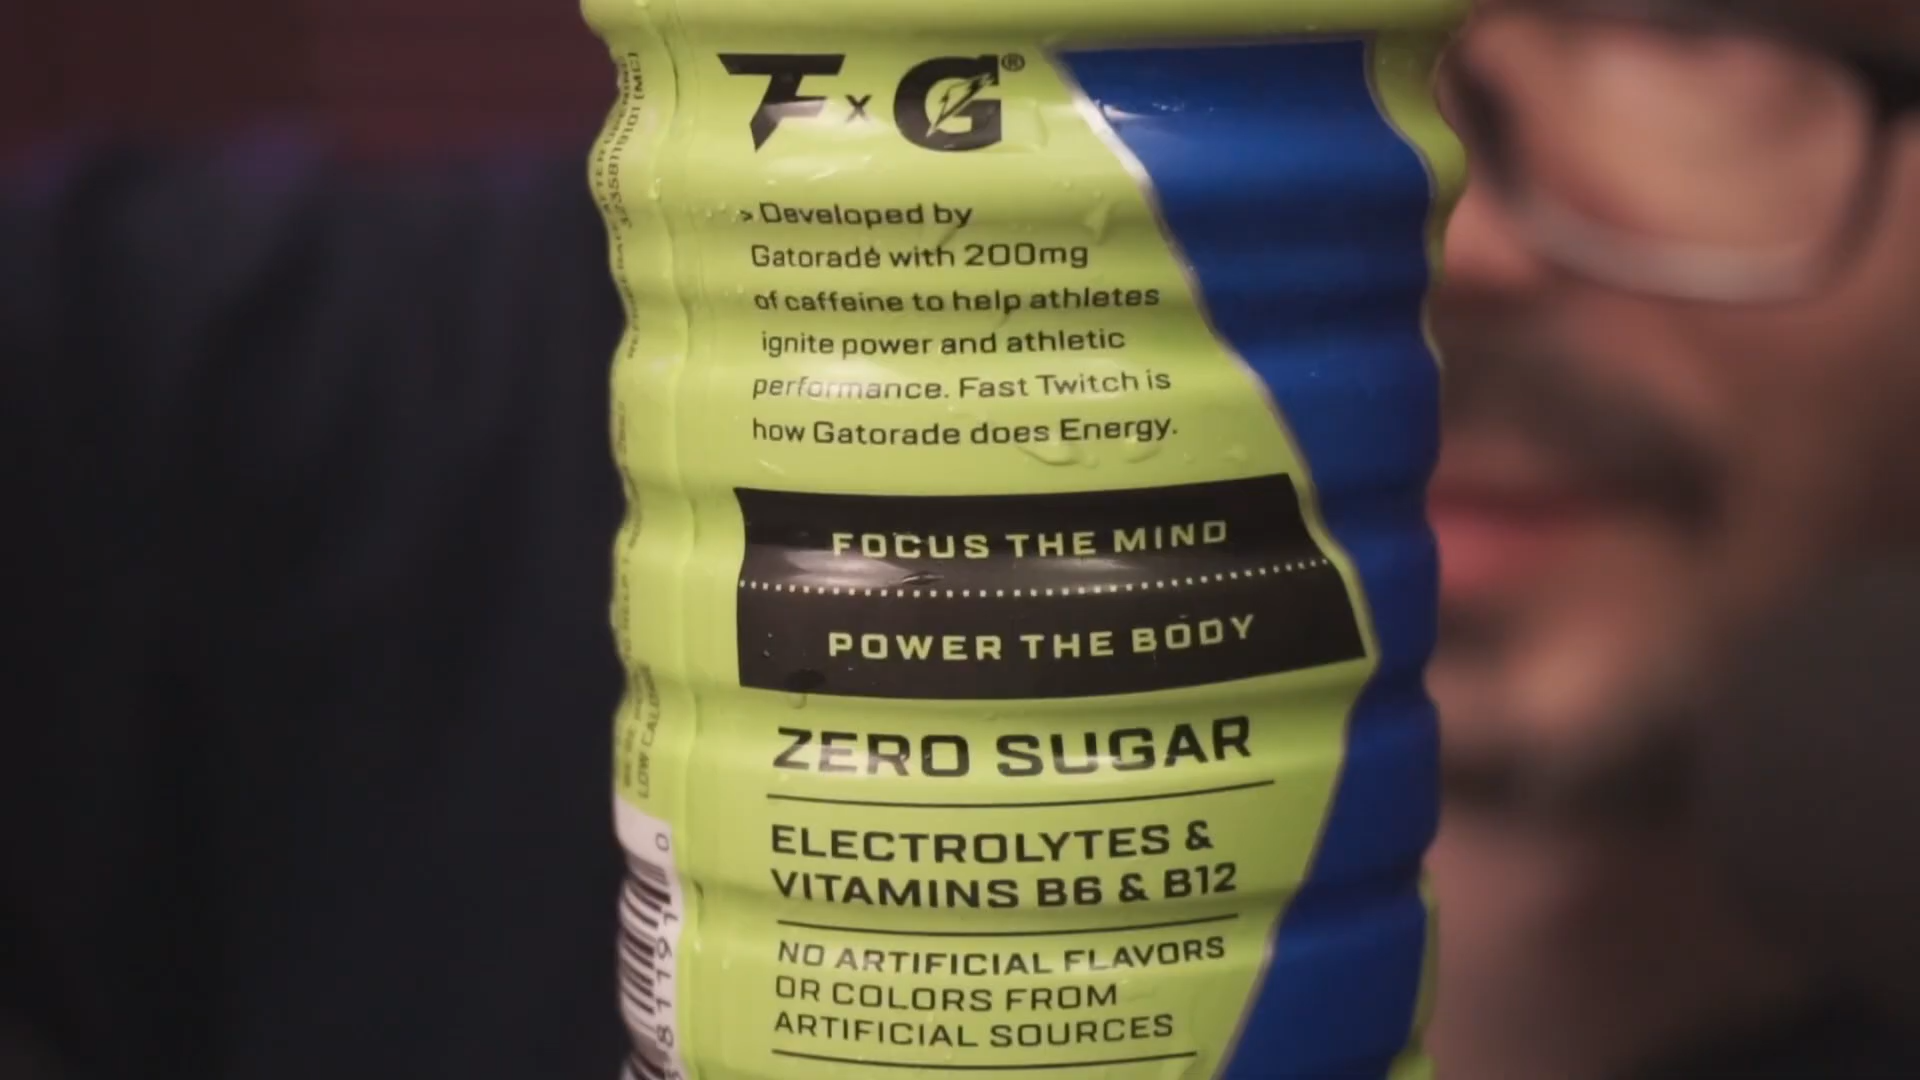 F x G®
> Developed by
Gatorade with 200mg
of caffeine to help athletes
ignite power and athletic
performance. Fast Twitch is
how Gatorade does Energy.
FOCUS THE MIND
POWER THE BODY
ZERO SUGAR
ELECTROLYTES &
VITAMINS B6 & B12
NO ARTIFICIAL FLAVORS
OR COLORS FROM
ARTIFICIAL SOURCES